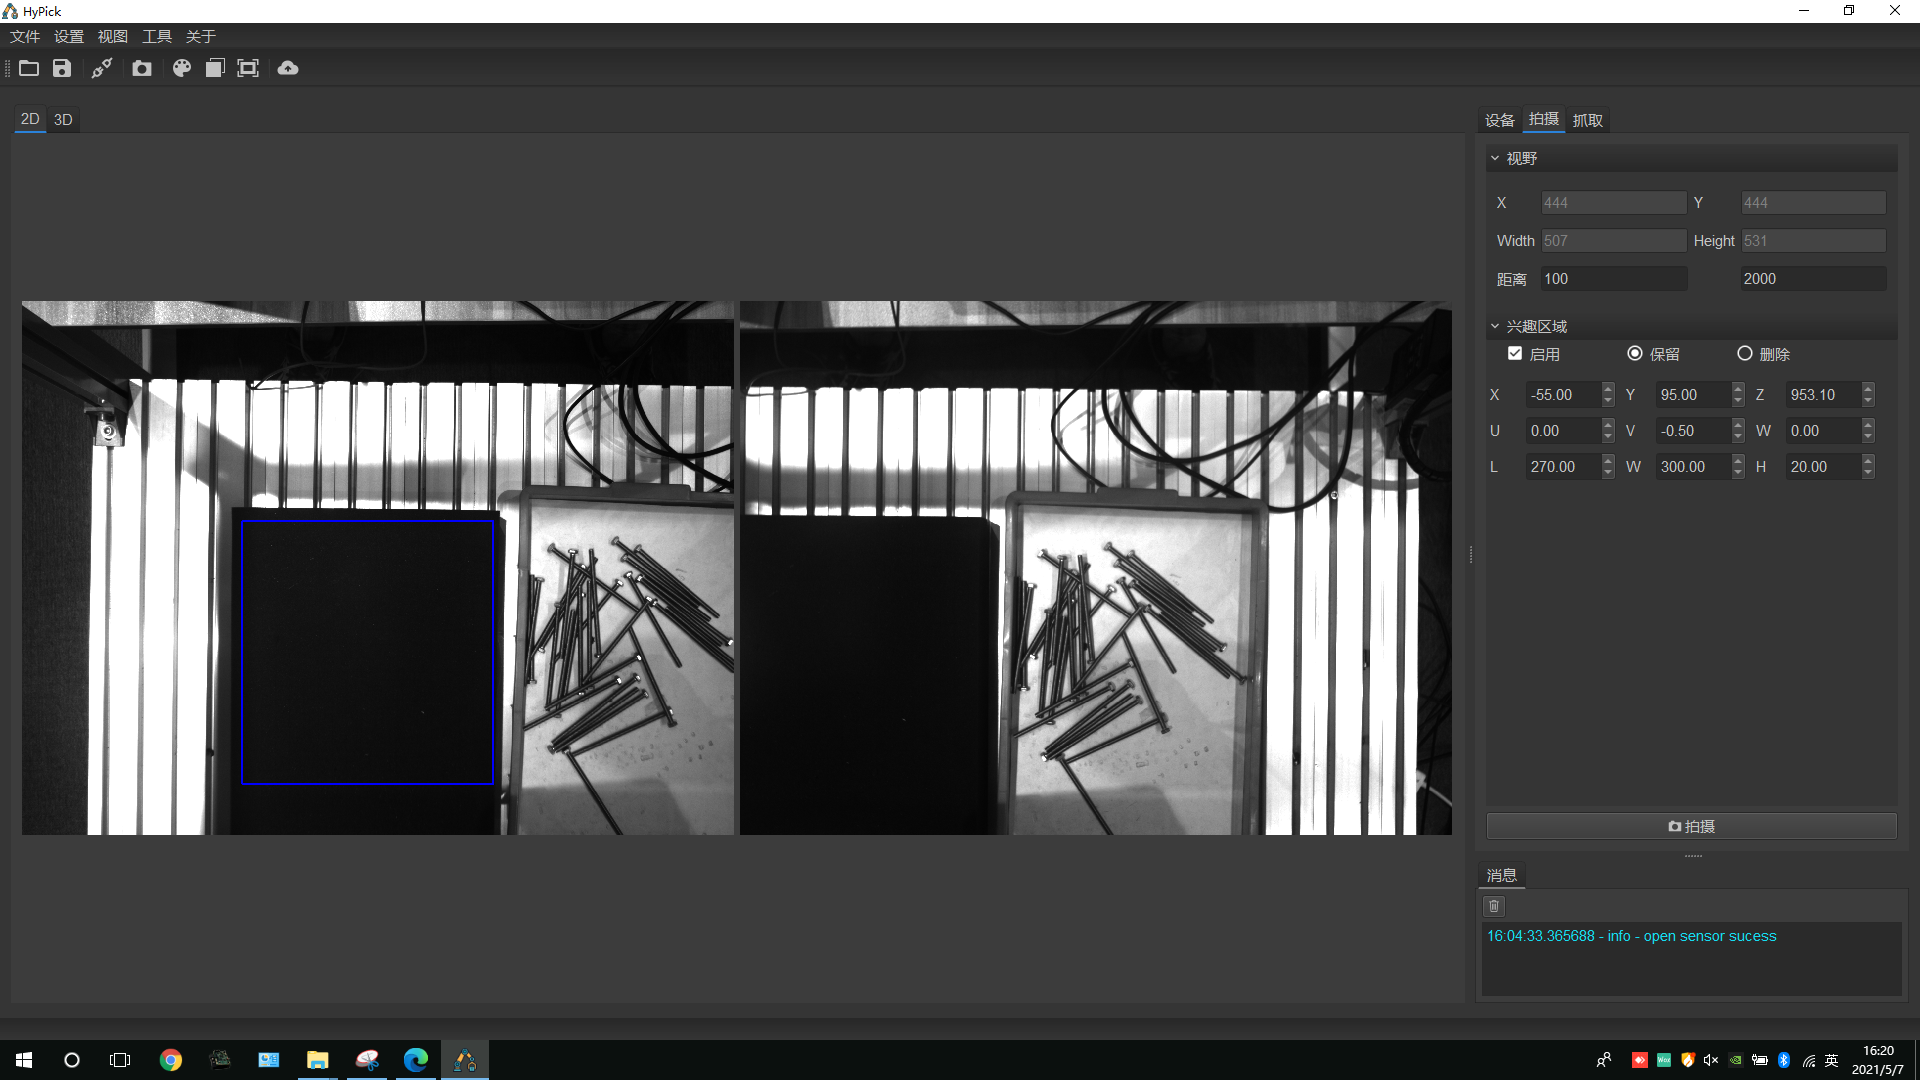 HyPick
文件 设置 视图 工具 关于
2D 3D
设备 拍摄 抓取
视野
X 444 Y 444
Width 507 Height 531
距离 100 2000
兴趣区域
启用 保留 删除
X -55.00 Y 95.00 Z 953.10
U 0.00 V -0.50 W 0.00
L 270.00 W 300.00 H 20.00
拍摄
消息
16:04:33.365688 - info - open sensor sucess
英
16:20
2021/5/7